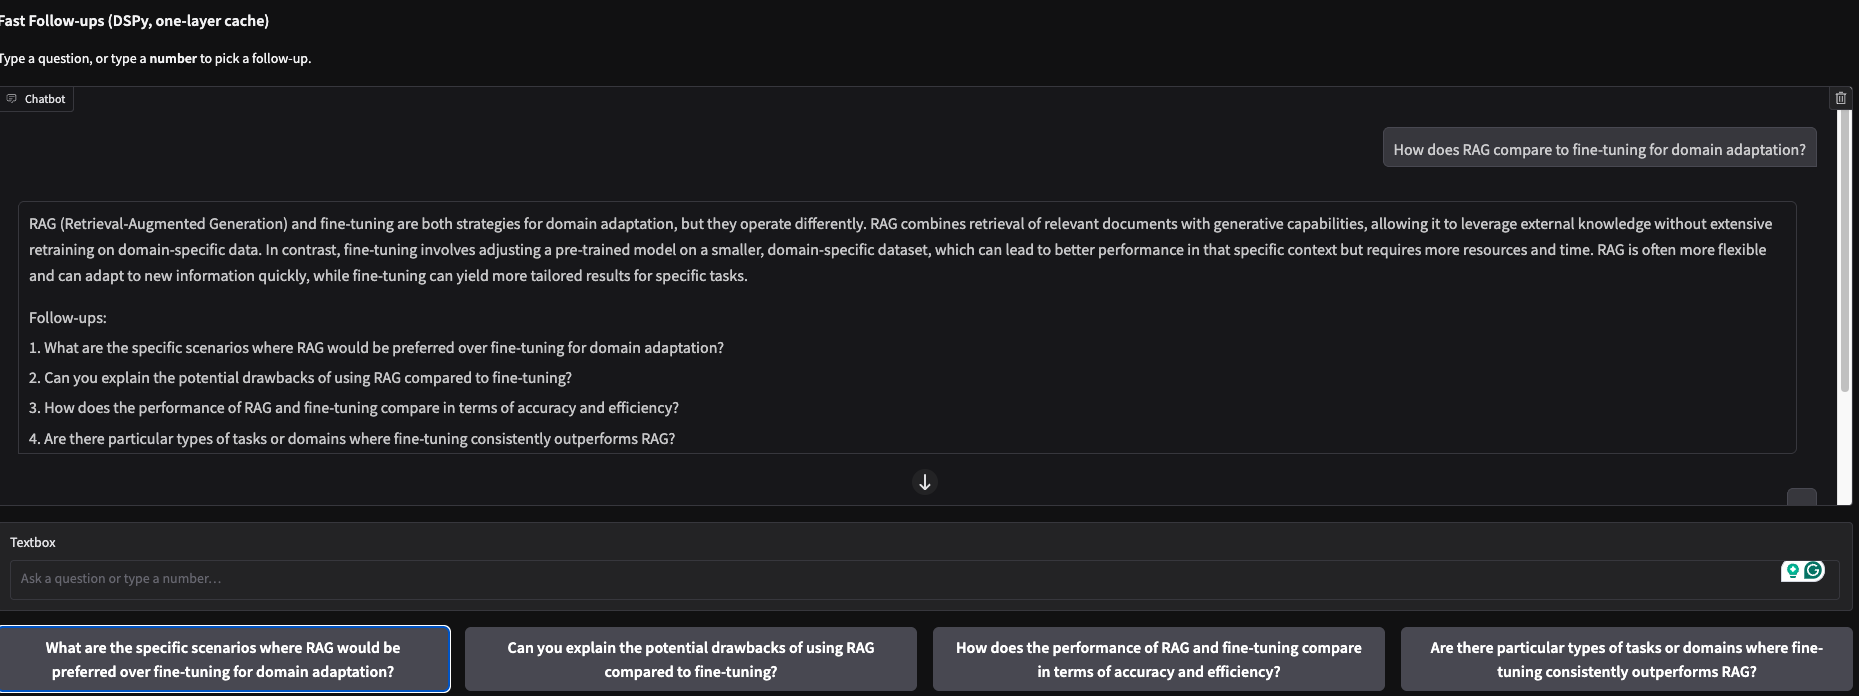 Fast Follow-ups (DSPy, one-layer cache)
Type a question, or type a number to pick a follow-up.
Chatbot
How does RAG compare to fine-tuning for domain adaptation?
RAG (Retrieval-Augmented Generation) and fine-tuning are both strategies for domain adaptation, but they operate differently. RAG combines retrieval of relevant documents with generative capabilities, allowing it to leverage external knowledge without extensive
retraining on domain-specific data. In contrast, fine-tuning involves adjusting a pre-trained model on a smaller, domain-specific dataset, which can lead to better performance in that specific context but requires more resources and time. RAG is often more flexible
and can adapt to new information quickly, while fine-tuning can yield more tailored results for specific tasks.
Follow-ups:
1. What are the specific scenarios where RAG would be preferred over fine-tuning for domain adaptation?
2. Can you explain the potential drawbacks of using RAG compared to fine-tuning?
3. How does the performance of RAG and fine-tuning compare in terms of accuracy and efficiency?
4. Are there particular types of tasks or domains where fine-tuning consistently outperforms RAG?
Textbox
Ask a question or type a number...
What are the specific scenarios where RAG would be
preferred over fine-tuning for domain adaptation?
Can you explain the potential drawbacks of using RAG
compared to fine-tuning?
How does the performance of RAG and fine-tuning compare
in terms of accuracy and efficiency?
Are there particular types of tasks or domains where fine-
tuning consistently outperforms RAG?